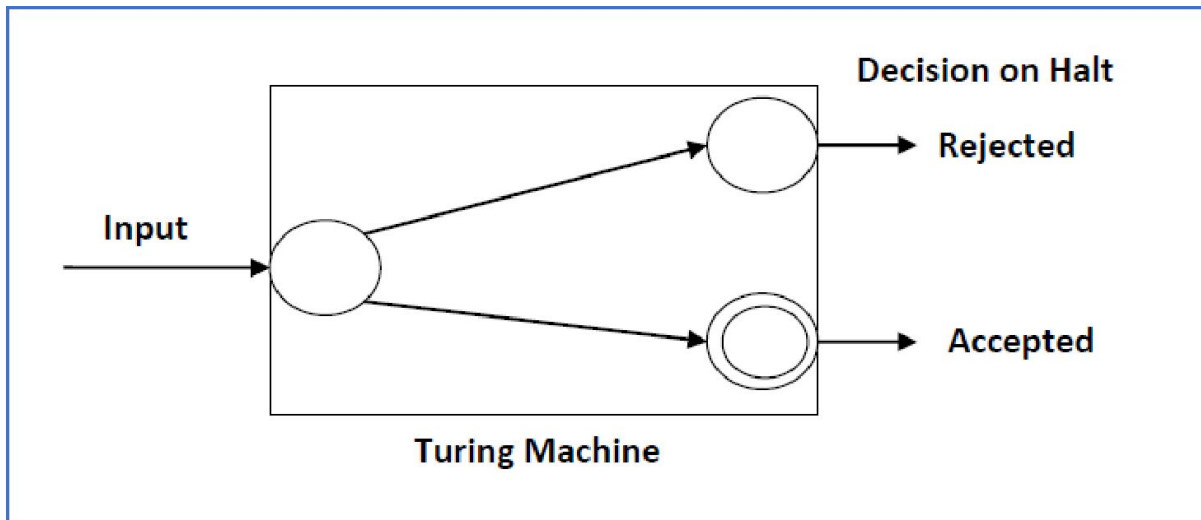 Decision on Halt
Rejected
Input
Accepted
Turing Machine